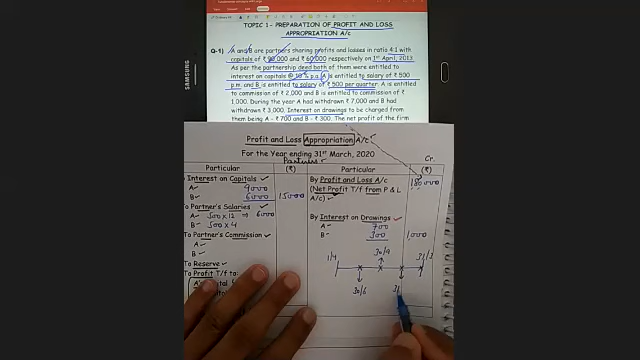 TOPIC 1 - PREPARATION OF PROFIT AND LOSS
APPROPRIATION A/c
Q-1) A and B are partners sharing profits and losses in ratio 4:1 with
capitals of ₹ 90,000 and ₹ 60,000 respectively on 1st April, 2013
As per the partnership deed both of them were entitled to
interest on capitals @ 10 % p.a. A is entitled to salary of ₹ 500
p.m. and B is entitled to salary of ₹ 500 per quarter. A is entitled
to commission of ₹ 2,000 and B is entitled to commission of ₹
1,000. During the year A had withdrawn ₹ 7,000 and B had
withdrawn ₹ 3,000, Interest on drawings to be charged from
them being A - ₹700 and B - ₹ 300. The net profit of the firm
Profit and Loss Appropriation A/c
For the Year ending 31st March, 2020
Partners
Cr.
Particular (₹) Particular (₹)
To Interest on Capitals
A 9000
B 6000 15000
To Partner's Salaries
A 500 x 12 → 6000
B 500 x 4
To Partner's Commission
A
B
To Reserve
To Profit T/f to
By Profit and Loss A/c
(Net Profit T/f from P & L
A/c)
By Interest on Drawings
A 700
B 300 1,000
1/4 30/9 31/3
30/6 31